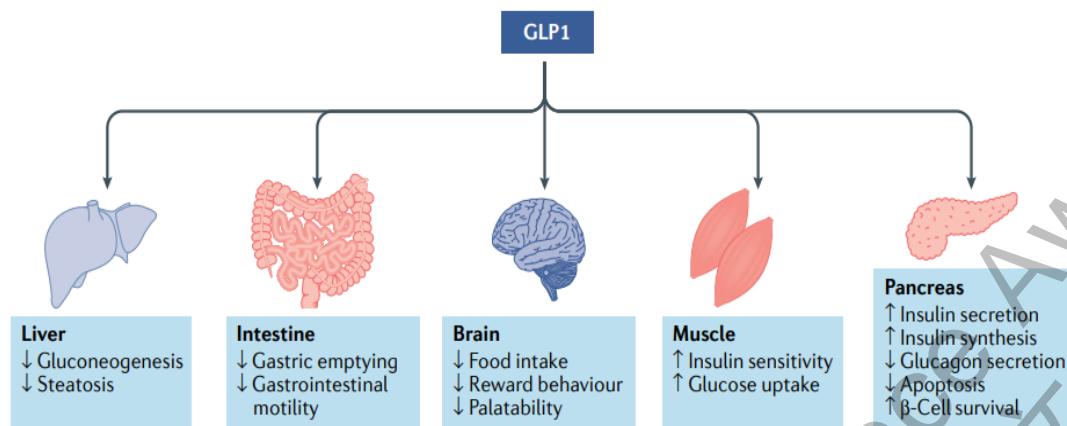 GLP1
Liver
↓ Gluconeogenesis
↓ Steatosis
Intestine
↓ Gastric emptying
↓ Gastrointestinal
motility
Brain
↓ Food intake
↓ Reward behaviour
↓ Palatability
Muscle
↑ Insulin sensitivity
↑ Glucose uptake
Pancreas
↑ Insulin secretion
↑ Insulin synthesis
↓ Glucagon secretion
↓ Apoptosis
↑ β-Cell survival